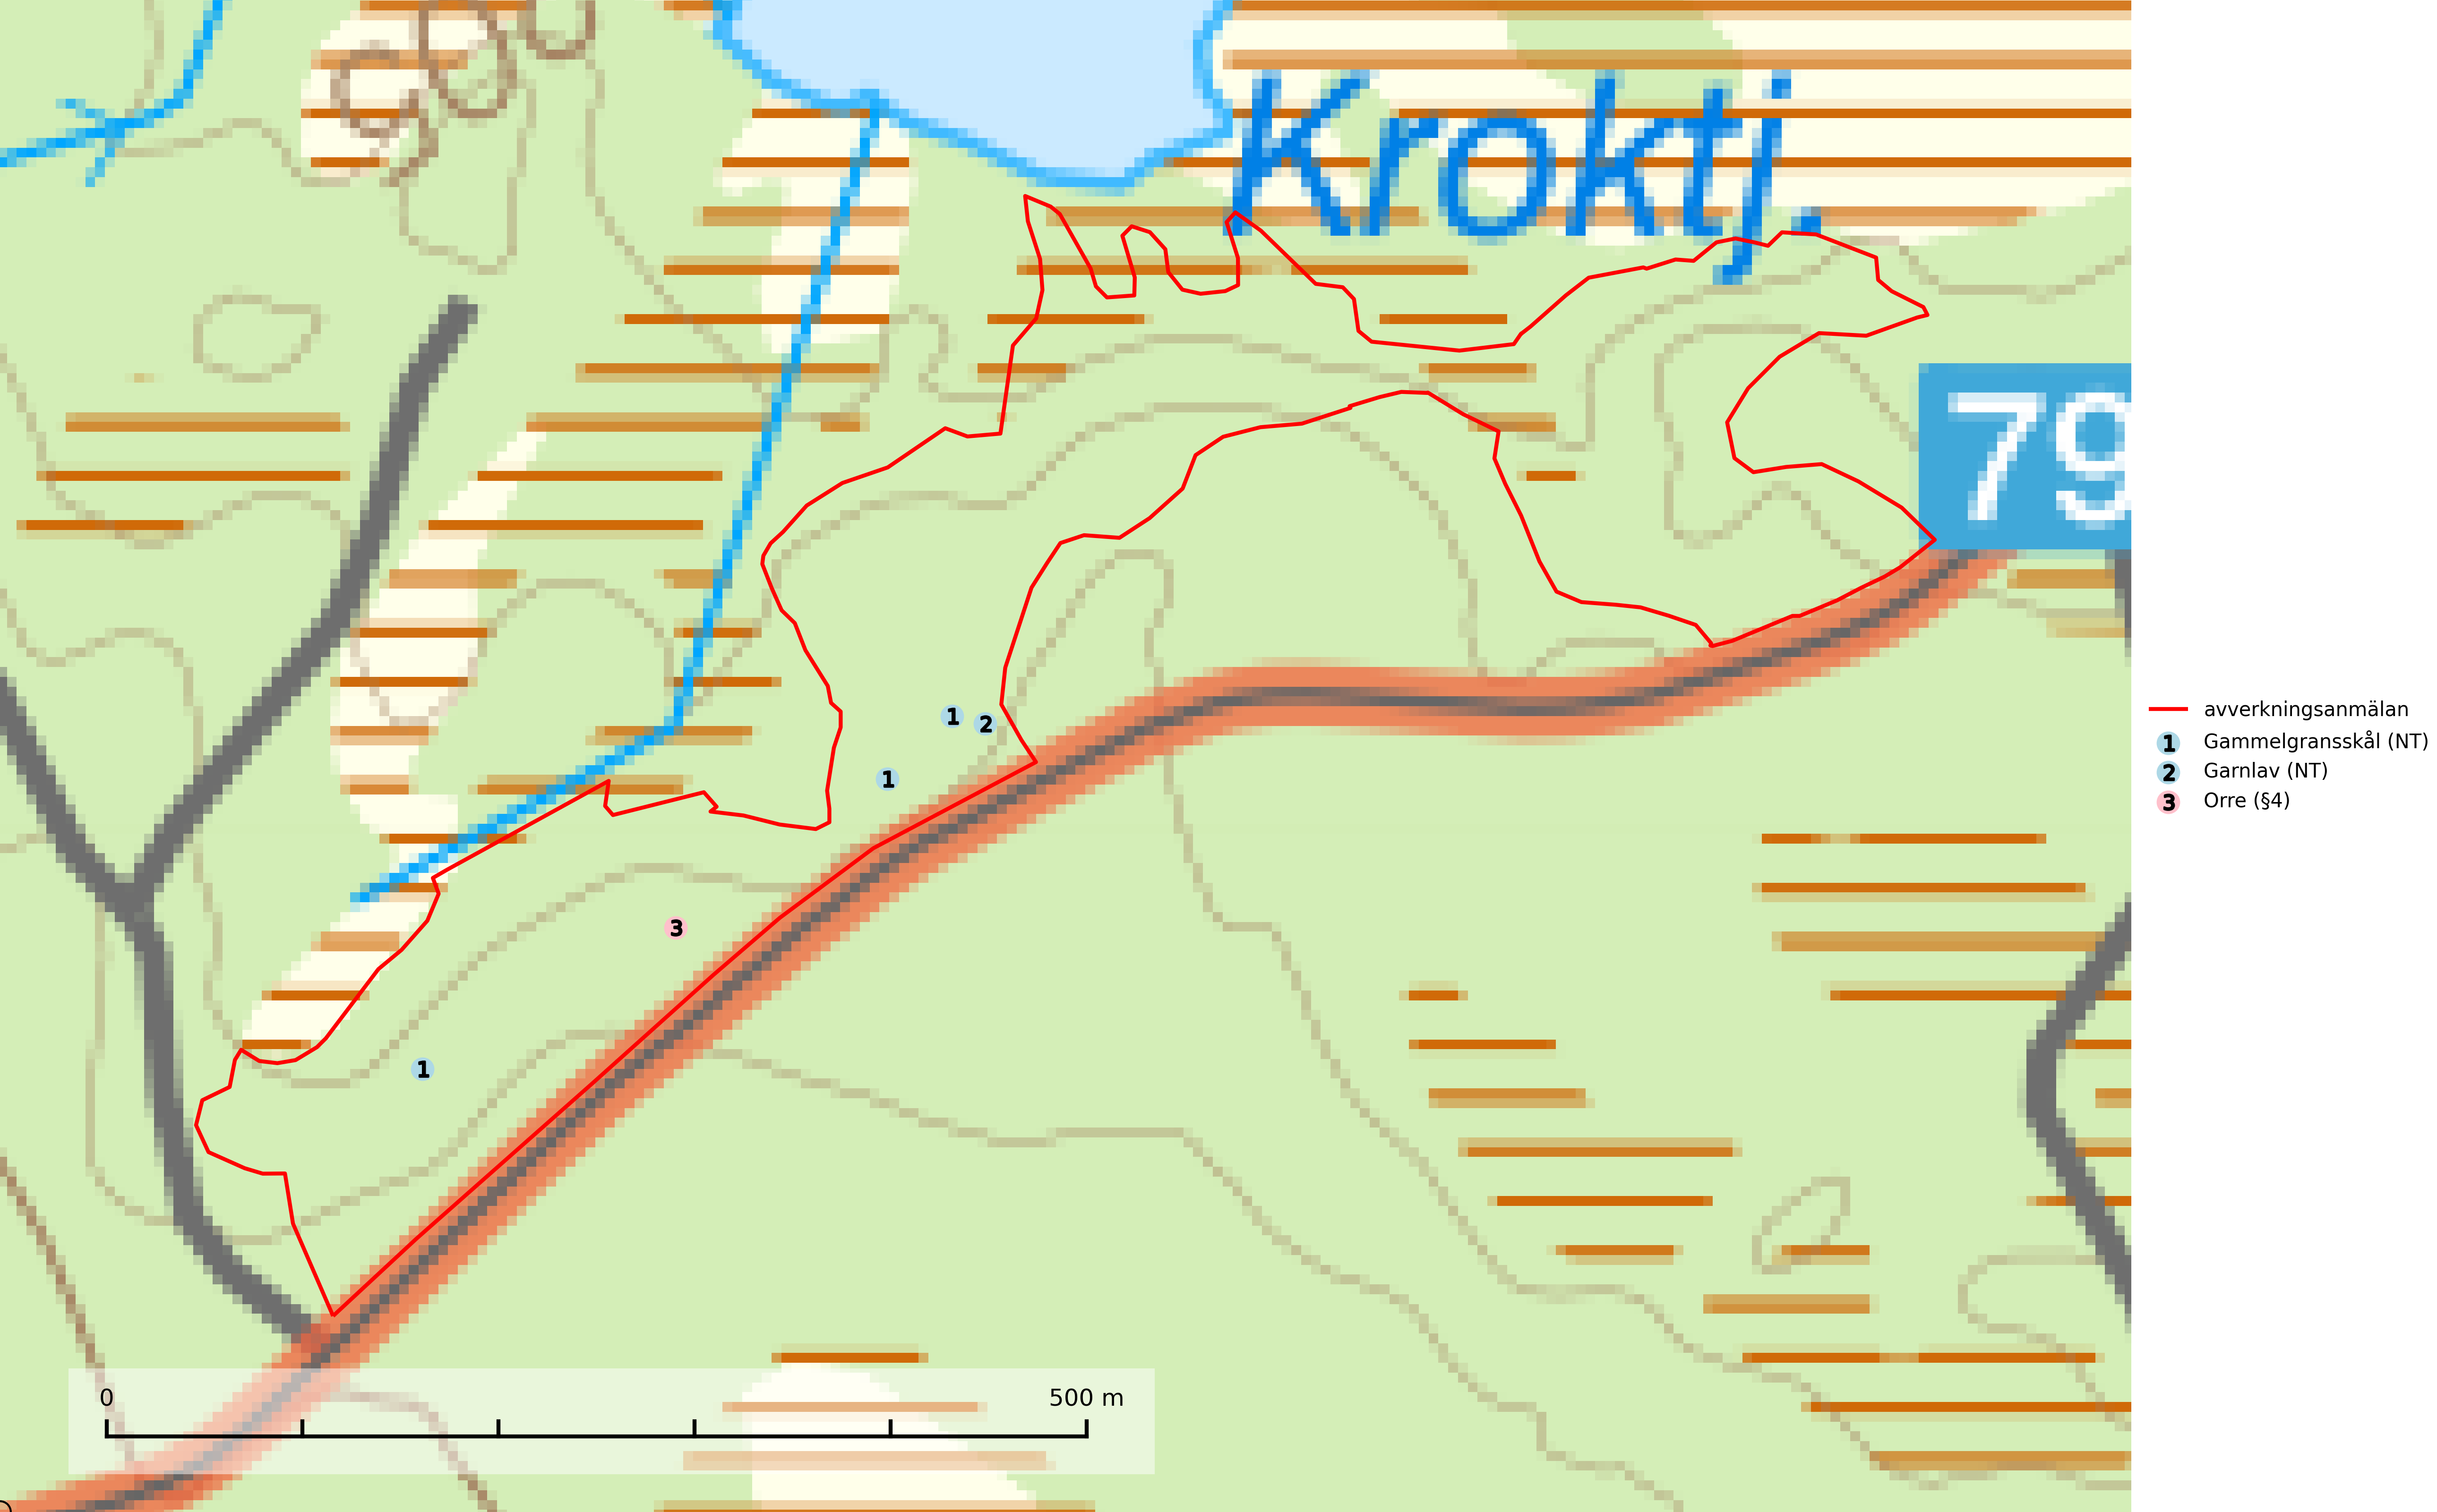 Kroktj
79
1
2
1
3
1
0 500 m
avverkningsanmälan
1 Gammelgransskål (NT)
2 Garnlav (NT)
3 Orre (§4)